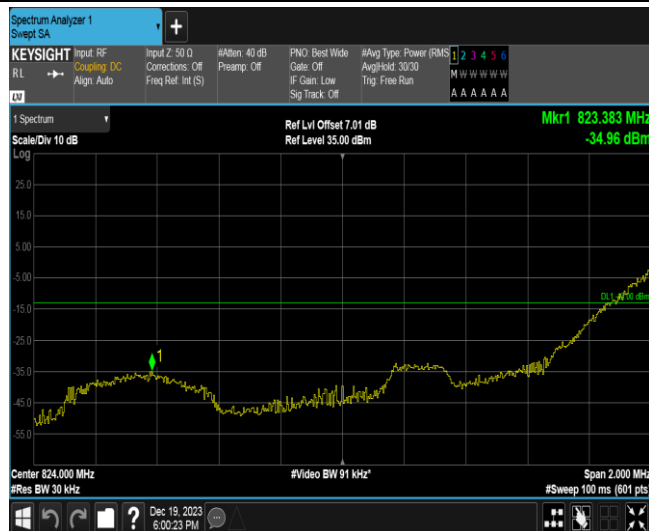 Spectrum Analyzer 1
Swept SA
KEYSIGHT
RL
Input: RF
Coupling: DC
Align: Auto
Input Z: 50 Ω
Corrections: Off
Freq Ref: Int (S)
#Atten: 40 dB
Preamp: Off
PNO: Best Wide
Gate: Off
IF Gain: Low
Sig Track: Off
#Avg Type: Power (RMS
Avg|Hold: 30/30
Trig: Free Run
1 2 3 4 5 6
M W W W W W
A A A A A A
1 Spectrum
Scale/Div 10 dB
Ref Lvl Offset 7.01 dB
Ref Level 35.00 dBm
Mkr1 823.383 MHz
-34.96 dBm
Log
25.0
15.0
5.00
-5.00
DL1 dBm
-15.0
-25.0
1
-35.0
-45.0
-55.0
Center 824.000 MHz
#Video BW 91 kHz*
Span 2.000 MHz
#Res BW 30 kHz
#Sweep 100 ms (601 pts)
?
Dec 19, 2023
6:00:23 PM